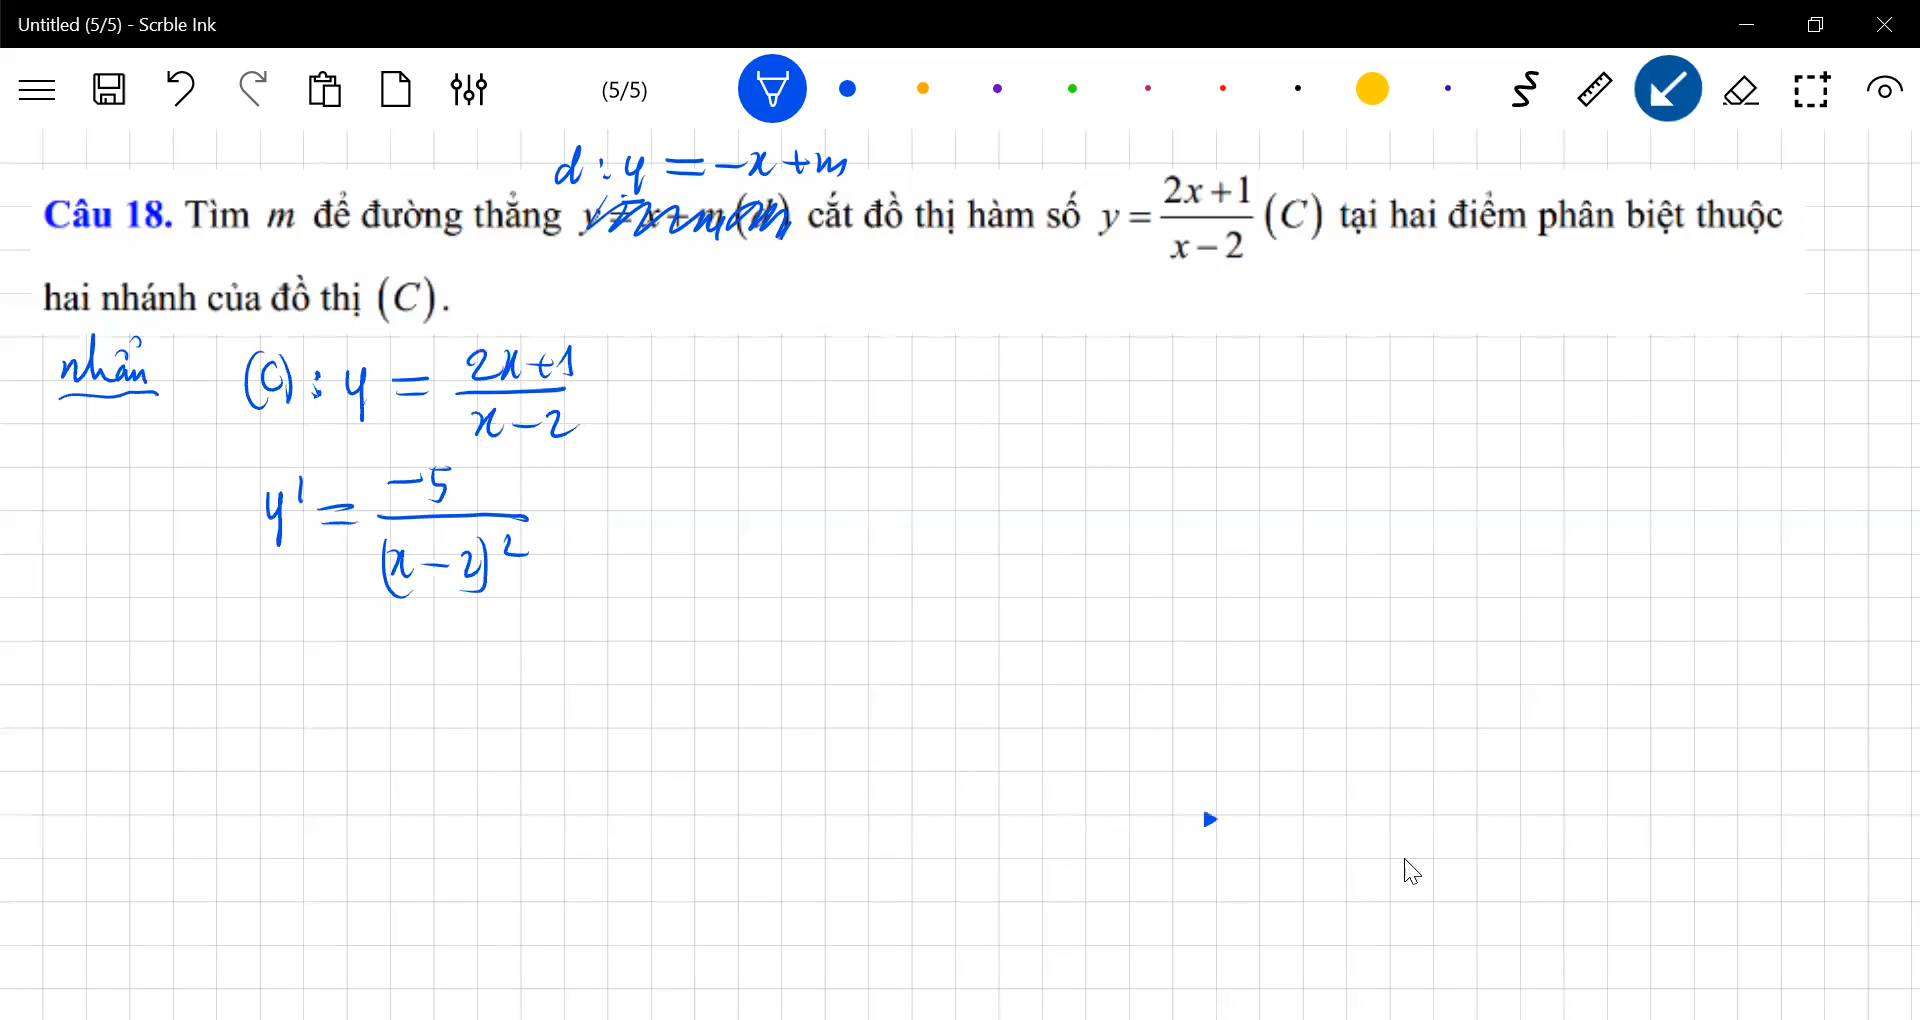 Untitled (5/5) - Scrble Ink
(5/5)
d : y = -x + m
Câu 18. Tìm m để đường thẳng cắt đồ thị hàm số y = (2x+1)/(x-2) (C) tại hai điểm phân biệt thuộc
hai nhánh của đồ thị (C).
nhẩm (C) : y = (2x+1)/(x-2)
y' = -5/(x-2)²